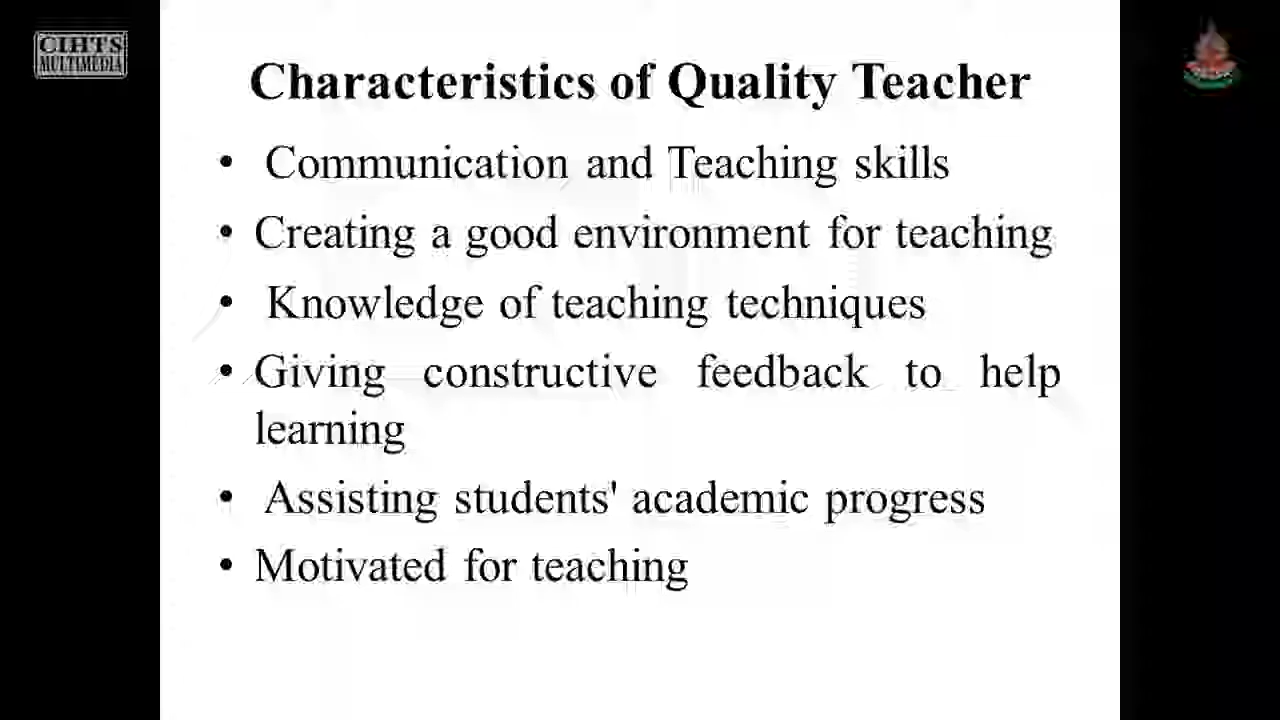 CIHTS
MULTIMEDIA
Characteristics of Quality Teacher
• Communication and Teaching skills
• Creating a good environment for teaching
• Knowledge of teaching techniques
• Giving constructive feedback to help
learning
• Assisting students' academic progress
• Motivated for teaching